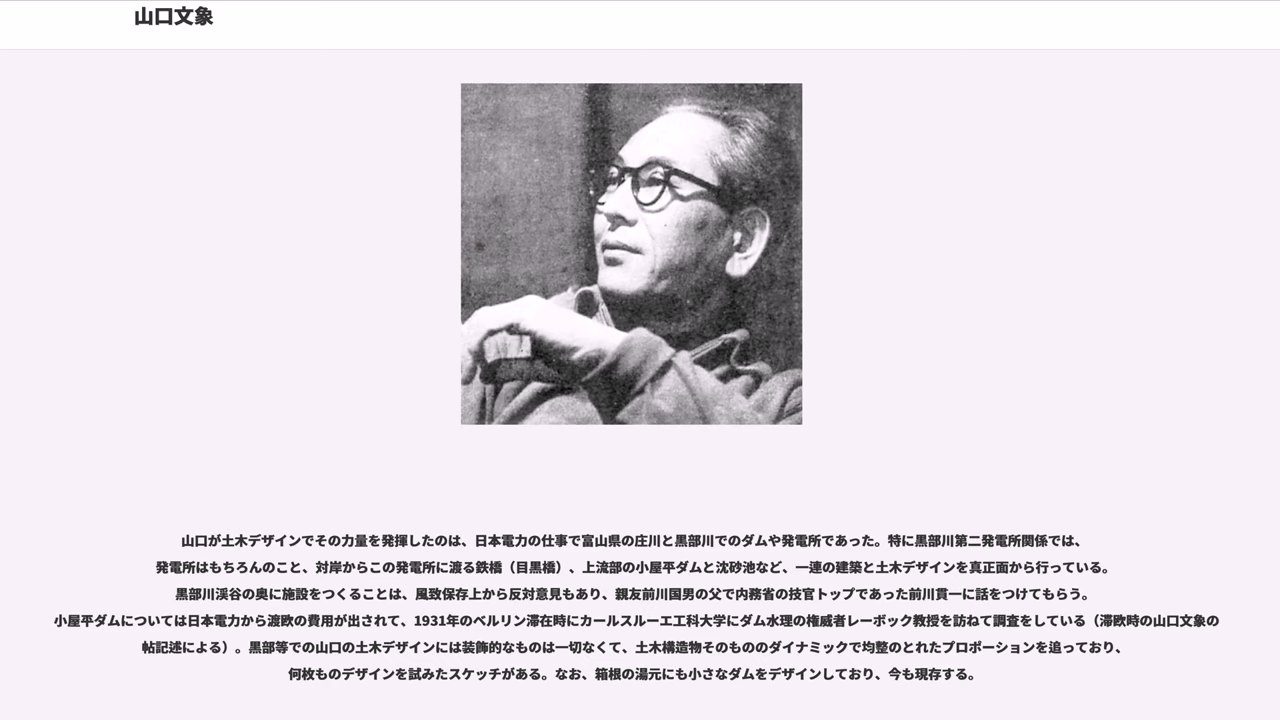 山口文象
山口が土木デザインでその力量を発揮したのは、日本電力の仕事で富山県の庄川と黒部川でのダムや発電所であった。特に黒部川第二発電所関係では、
発電所はもちろんのこと、対岸からこの発電所に渡る鉄橋（目黒橋）、上流部の小屋平ダムと沈砂池など、一連の建築と土木デザインを真正面から行っている。
黒部川渓谷の奥に施設をつくることは、風致保存上から反対意見もあり、親友前川国男の父で内務省の技官トップであった前川貫一に話をつけてもらう。
小屋平ダムについては日本電力から渡欧の費用が出されて、1931年のベルリン滞在時にカールスルーエ工科大学にダム水理の権威者レーボック教授を訪ねて調査をしている（滞欧時の山口文象の
帖記述による）。黒部等での山口の土木デザインには装飾的なものは一切なくて、土木構造物そのもののダイナミックで均整のとれたプロポーションを追っており、
何枚ものデザインを試みたスケッチがある。なお、箱根の湯元にも小さなダムをデザインしており、今も現存する。